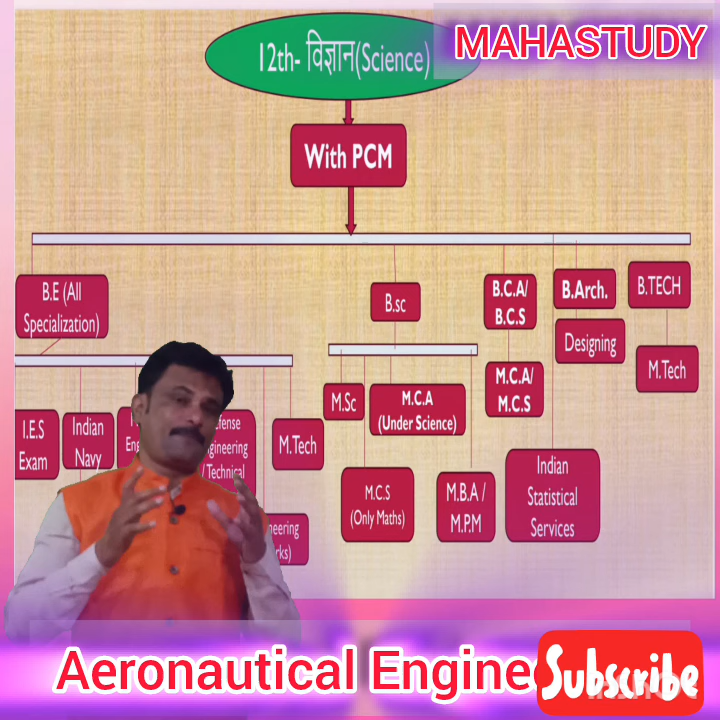 12th- विज्ञान(Science)
MAHASTUDY
With PCM
B.E (All
Specialization)
B.sc
B.C.A/
B.C.S
B.Arch.
B.TECH
Designing
M.Tech
M.Sc
M.C.A
(Under Science)
M.C.A/
M.C.S
I.E.S
Exam
Indian
Navy
M.Tech
M.C.S
(Only Maths)
M.B.A /
M.P.M
Indian
Statistical
Services
/ Technical
Aeronautical
Subscribe